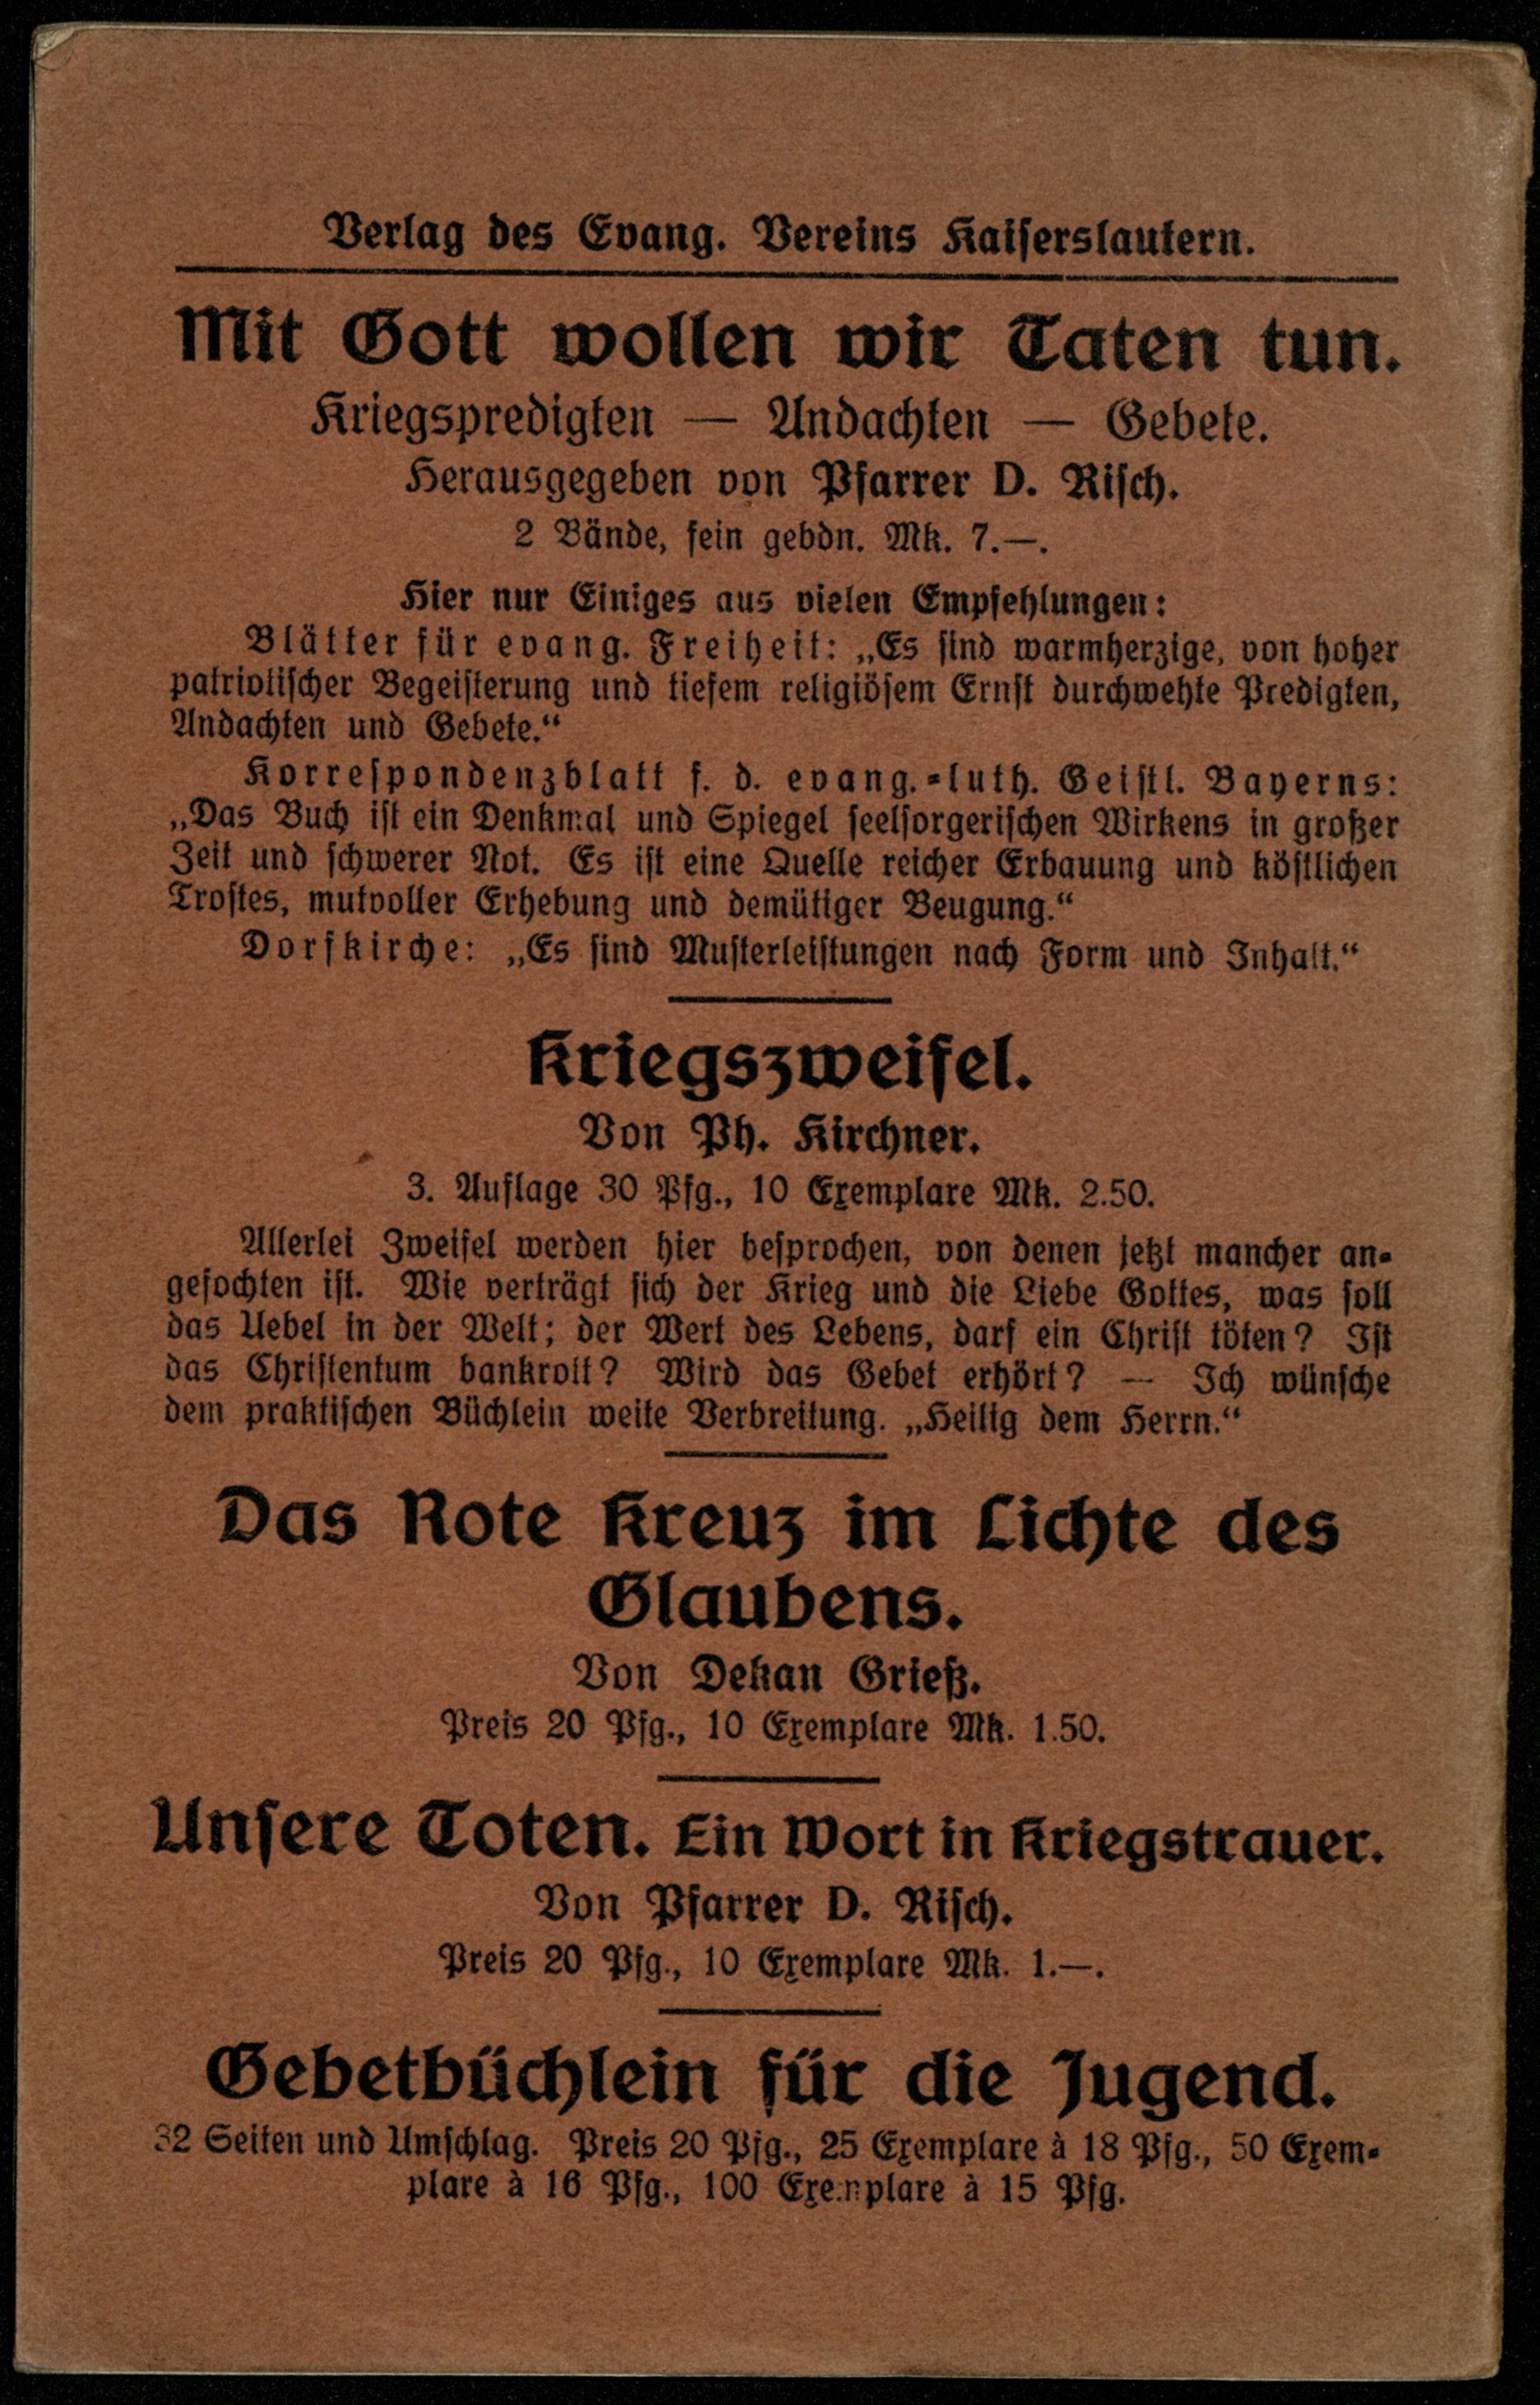 Verlag des Evang. Vereins Kaiserslautern.
Mit Gott wollen wir Taten tun.
Kriegspredigten — Andachten — Gebete.
Herausgegeben von Pfarrer D. Risch.
2 Bände, fein gebdn. Mk. 7.—.
Hier nur Einiges aus vielen Empfehlungen:
Blätter für evang. Freiheit: „Es sind warmherzige, von hoher
patriotischer Begeisterung und tiefem religiösem Ernst durchwehte Predigten,
Andachten und Gebete.“
Korrespondenzblatt f. d. evang.-luth. Geistl. Bayerns:
„Das Buch ist ein Denkmal und Spiegel seelsorgerischen Wirkens in großer
Zeit und schwerer Not. Es ist eine Quelle reicher Erbauung und köstlichen
Trostes, mutvoller Erhebung und demütiger Beugung.“
Dorfkirche: „Es sind Musterleistungen nach Form und Inhalt.“
Kriegszweifel.
Von Ph. Kirchner.
3. Auflage 30 Pfg., 10 Exemplare Mk. 2.50.
Allerlei Zweifel werden hier besprochen, von denen jetzt mancher an-
gefochten ist. Wie verträgt sich der Krieg und die Liebe Gottes, was soll
das Uebel in der Welt; der Wert des Lebens, darf ein Christ töten? Ist
das Christentum bankrott? Wird das Gebet erhört? — Ich wünsche
dem praktischen Büchlein weite Verbreitung. „Heilig dem Herrn.“
Das Rote Kreuz im Lichte des
Glaubens.
Von Dekan Grieß.
Preis 20 Pfg., 10 Exemplare Mk. 1.50.
Unsere Toten. Ein Wort in Kriegstrauer.
Von Pfarrer D. Risch.
Preis 20 Pfg., 10 Exemplare Mk. 1.—.
Gebetbüchlein für die Jugend.
32 Seiten und Umschlag. Preis 20 Pfg., 25 Exemplare à 18 Pfg., 50 Exem-
plare à 16 Pfg., 100 Exemplare à 15 Pfg.